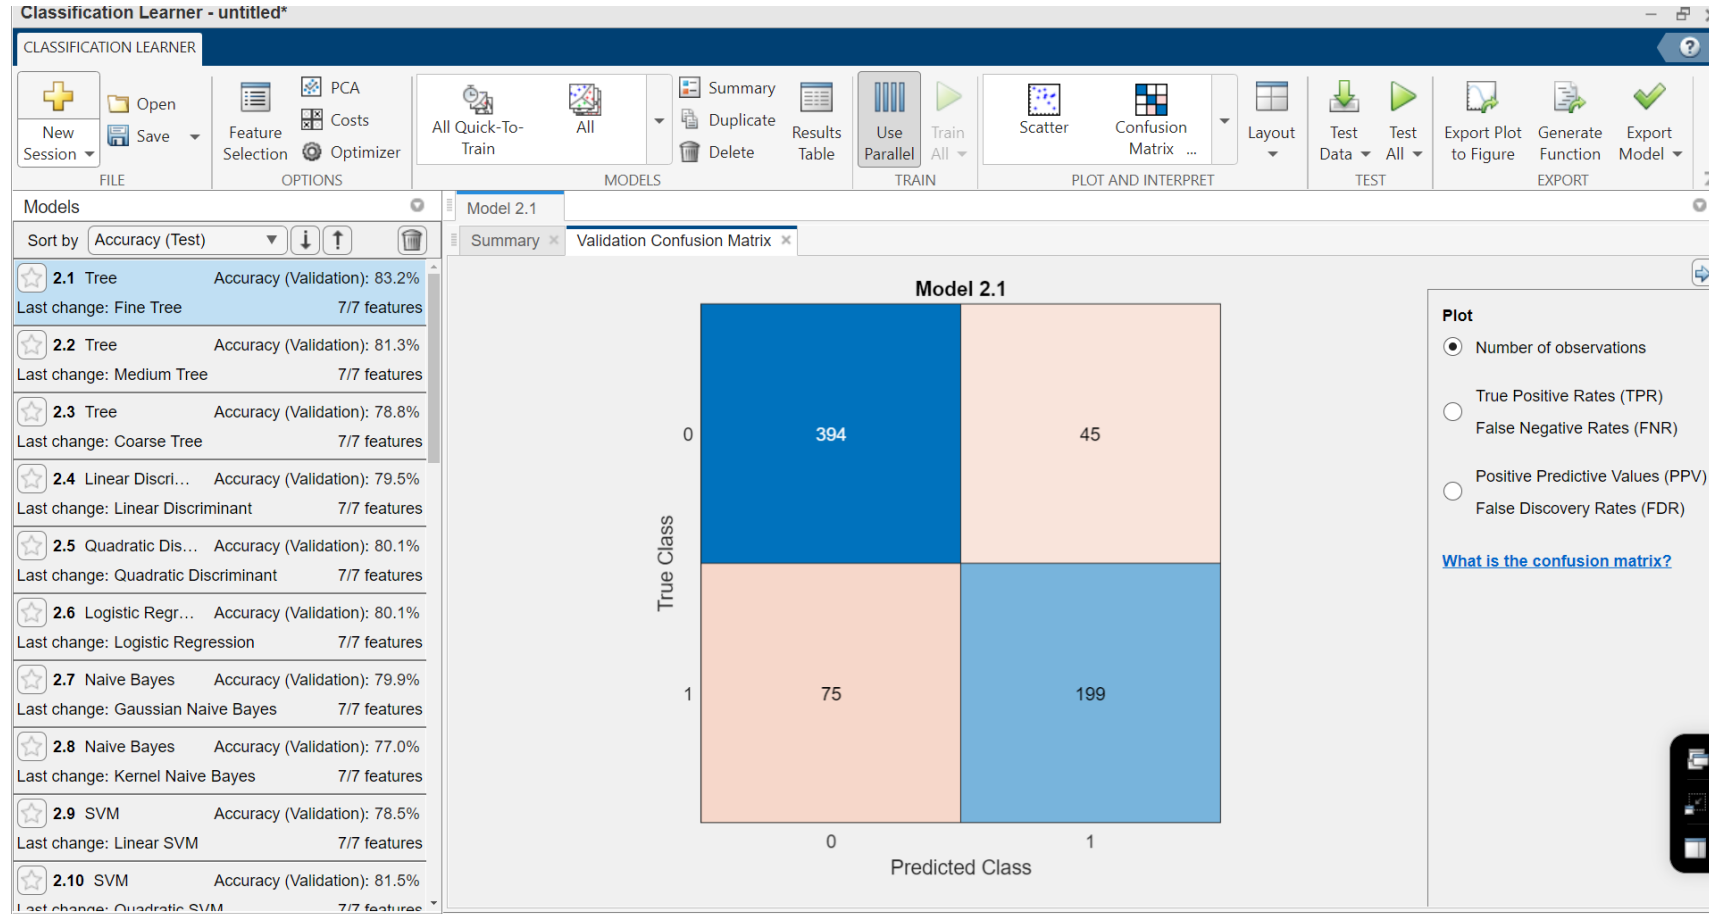 Classification Learner - untitled*
CLASSIFICATION LEARNER
New Session
Open
Save
FILE
Feature Selection
PCA
Costs
Optimizer
OPTIONS
All Quick-To-Train
All
Summary
Duplicate
Delete
Results Table
MODELS
Use Parallel
Train All
TRAIN
Scatter
Confusion Matrix ...
PLOT AND INTERPRET
Layout
Test Data
Test All
TEST
Export Plot to Figure
Generate Function
Export Model
EXPORT
Models
Sort by Accuracy (Test)
2.1 Tree Accuracy (Validation): 83.2%
Last change: Fine Tree 7/7 features
2.2 Tree Accuracy (Validation): 81.3%
Last change: Medium Tree 7/7 features
2.3 Tree Accuracy (Validation): 78.8%
Last change: Coarse Tree 7/7 features
2.4 Linear Discri... Accuracy (Validation): 79.5%
Last change: Linear Discriminant 7/7 features
2.5 Quadratic Dis... Accuracy (Validation): 80.1%
Last change: Quadratic Discriminant 7/7 features
2.6 Logistic Regr... Accuracy (Validation): 80.1%
Last change: Logistic Regression 7/7 features
2.7 Naive Bayes Accuracy (Validation): 79.9%
Last change: Gaussian Naive Bayes 7/7 features
2.8 Naive Bayes Accuracy (Validation): 77.0%
Last change: Kernel Naive Bayes 7/7 features
2.9 SVM Accuracy (Validation): 78.5%
Last change: Linear SVM 7/7 features
2.10 SVM Accuracy (Validation): 81.5%
Last change: Quadratic SVM 7/7 features
Model 2.1
Summary
Validation Confusion Matrix
Model 2.1
True Class
0
394
45
1
75
199
0
1
Predicted Class
Plot
Number of observations
True Positive Rates (TPR)
False Negative Rates (FNR)
Positive Predictive Values (PPV)
False Discovery Rates (FDR)
What is the confusion matrix?